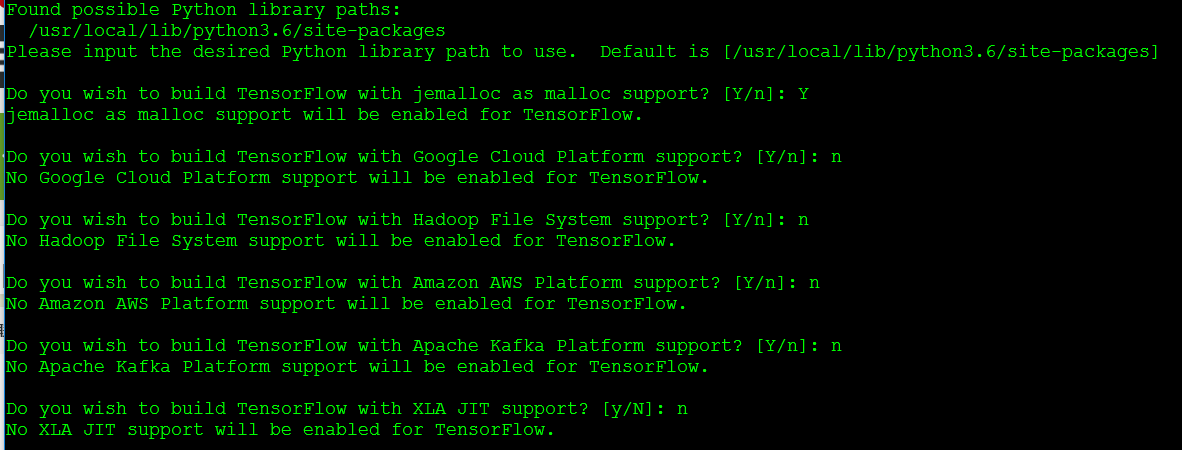 Found possible Python library paths:
  /usr/local/lib/python3.6/site-packages
Please input the desired Python library path to use.  Default is [/usr/local/lib/python3.6/site-packages]
Do you wish to build TensorFlow with jemalloc as malloc support? [Y/n]: Y
jemalloc as malloc support will be enabled for TensorFlow.
Do you wish to build TensorFlow with Google Cloud Platform support? [Y/n]: n
No Google Cloud Platform support will be enabled for TensorFlow.
Do you wish to build TensorFlow with Hadoop File System support? [Y/n]: n
No Hadoop File System support will be enabled for TensorFlow.
Do you wish to build TensorFlow with Amazon AWS Platform support? [Y/n]: n
No Amazon AWS Platform support will be enabled for TensorFlow.
Do you wish to build TensorFlow with Apache Kafka Platform support? [Y/n]: n
No Apache Kafka Platform support will be enabled for TensorFlow.
Do you wish to build TensorFlow with XLA JIT support? [y/N]: n
No XLA JIT support will be enabled for TensorFlow.